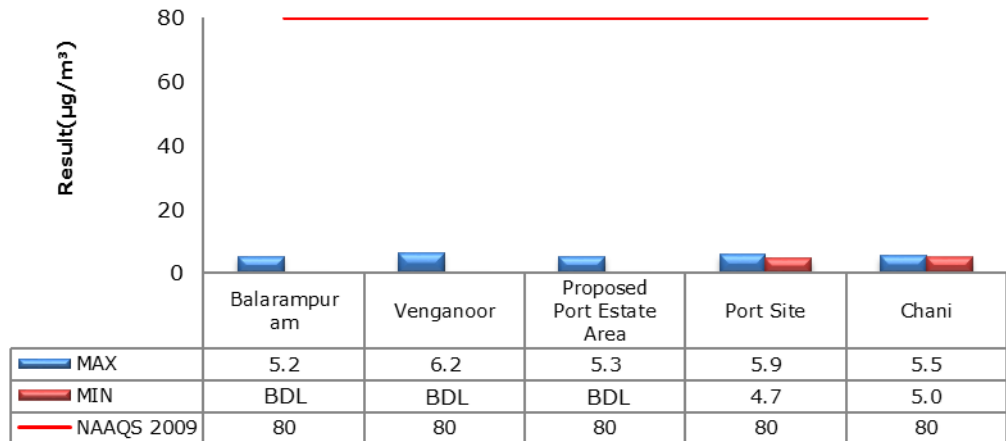 80
60
40
20
0
Result(µg/m³)
Balarampur
am
Venganoor
Proposed
Port Estate
Area
Port Site
Chani
MAX 5.2 6.2 5.3 5.9 5.5
MIN BDL BDL BDL 4.7 5.0
NAAQS 2009 80 80 80 80 80